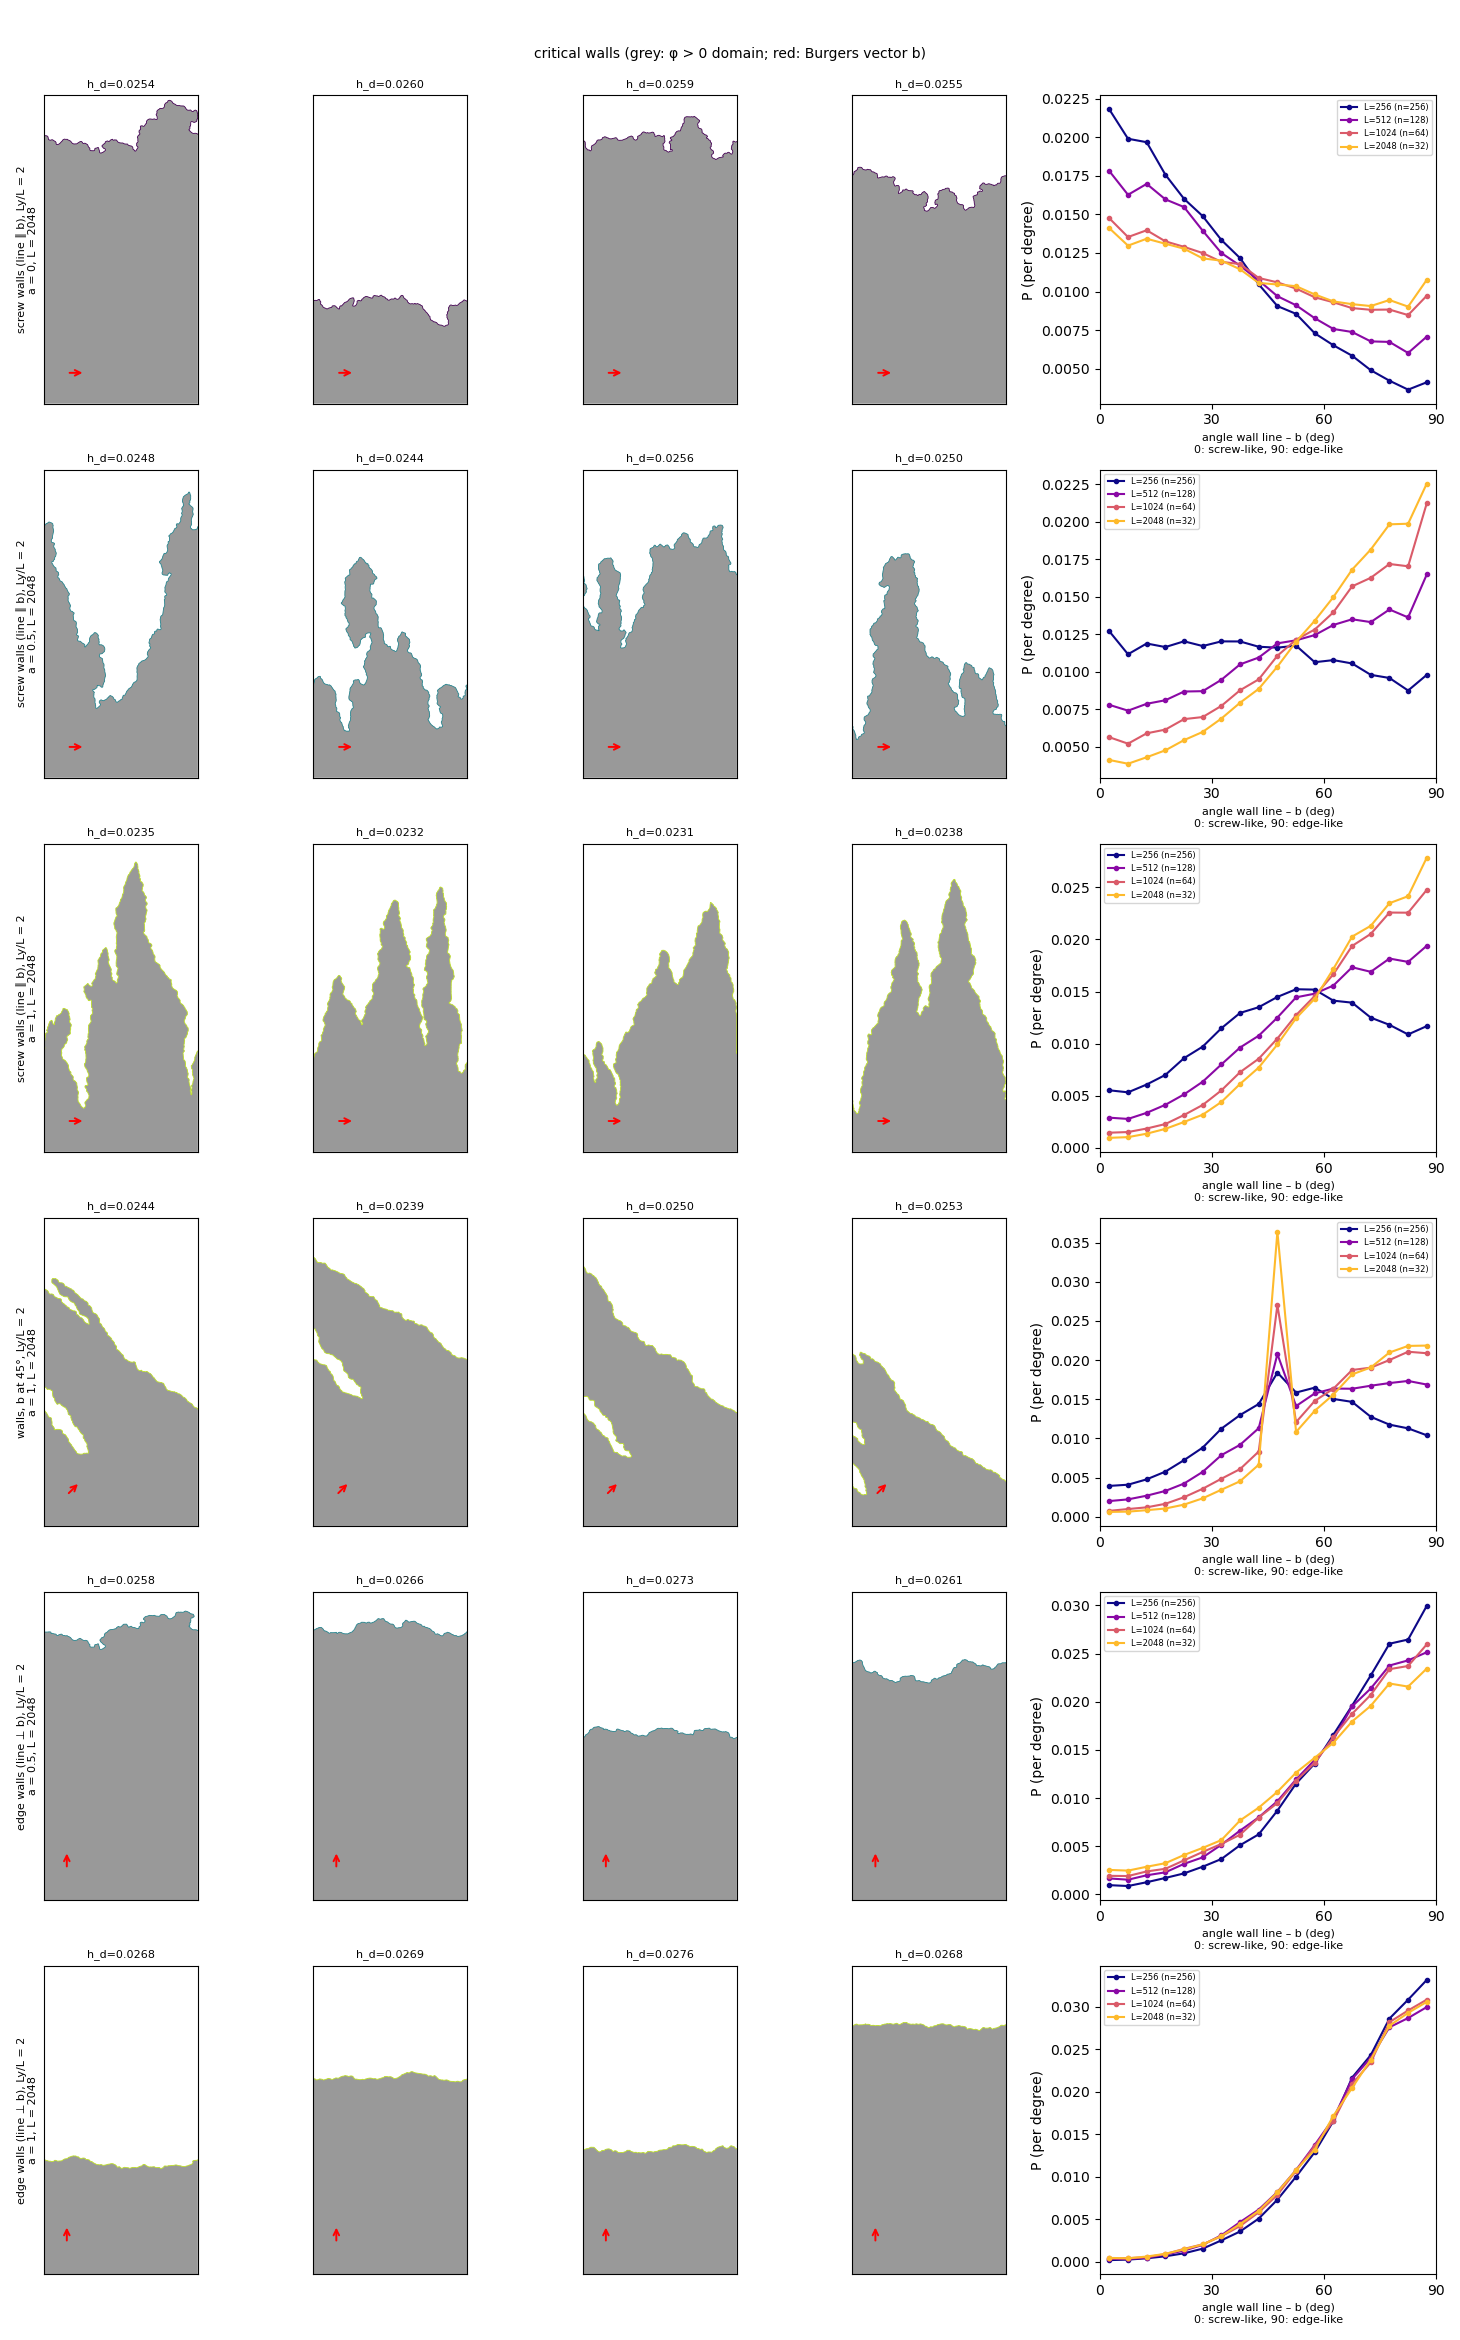 critical walls (grey: φ > 0 domain; red: Burgers vector b)
screw walls (line ∥ b), Ly/L = 2
a = 0, L = 2048
h_d=0.0254
h_d=0.0260
h_d=0.0259
h_d=0.0255
P (per degree)
0.0225
0.0200
0.0175
0.0150
0.0125
0.0100
0.0075
0.0050
L=256 (n=256)
L=512 (n=128)
L=1024 (n=64)
L=2048 (n=32)
0 30 60 90
angle wall line – b (deg)
0: screw-like, 90: edge-like
screw walls (line ∥ b), Ly/L = 2
a = 0.5, L = 2048
h_d=0.0248
h_d=0.0244
h_d=0.0256
h_d=0.0250
P (per degree)
0.0225
0.0200
0.0175
0.0150
0.0125
0.0100
0.0075
0.0050
L=256 (n=256)
L=512 (n=128)
L=1024 (n=64)
L=2048 (n=32)
0 30 60 90
angle wall line – b (deg)
0: screw-like, 90: edge-like
screw walls (line ∥ b), Ly/L = 2
a = 1, L = 2048
h_d=0.0235
h_d=0.0232
h_d=0.0231
h_d=0.0238
P (per degree)
0.025
0.020
0.015
0.010
0.005
0.000
L=256 (n=256)
L=512 (n=128)
L=1024 (n=64)
L=2048 (n=32)
0 30 60 90
angle wall line – b (deg)
0: screw-like, 90: edge-like
walls, b at 45°, Ly/L = 2
a = 1, L = 2048
h_d=0.0244
h_d=0.0239
h_d=0.0250
h_d=0.0253
P (per degree)
0.035
0.030
0.025
0.020
0.015
0.010
0.005
0.000
L=256 (n=256)
L=512 (n=128)
L=1024 (n=64)
L=2048 (n=32)
0 30 60 90
angle wall line – b (deg)
0: screw-like, 90: edge-like
edge walls (line ⊥ b), Ly/L = 2
a = 0.5, L = 2048
h_d=0.0258
h_d=0.0266
h_d=0.0273
h_d=0.0261
P (per degree)
0.030
0.025
0.020
0.015
0.010
0.005
0.000
L=256 (n=256)
L=512 (n=128)
L=1024 (n=64)
L=2048 (n=32)
0 30 60 90
angle wall line – b (deg)
0: screw-like, 90: edge-like
edge walls (line ⊥ b), Ly/L = 2
a = 1, L = 2048
h_d=0.0268
h_d=0.0269
h_d=0.0276
h_d=0.0268
P (per degree)
0.030
0.025
0.020
0.015
0.010
0.005
0.000
L=256 (n=256)
L=512 (n=128)
L=1024 (n=64)
L=2048 (n=32)
0 30 60 90
angle wall line – b (deg)
0: screw-like, 90: edge-like